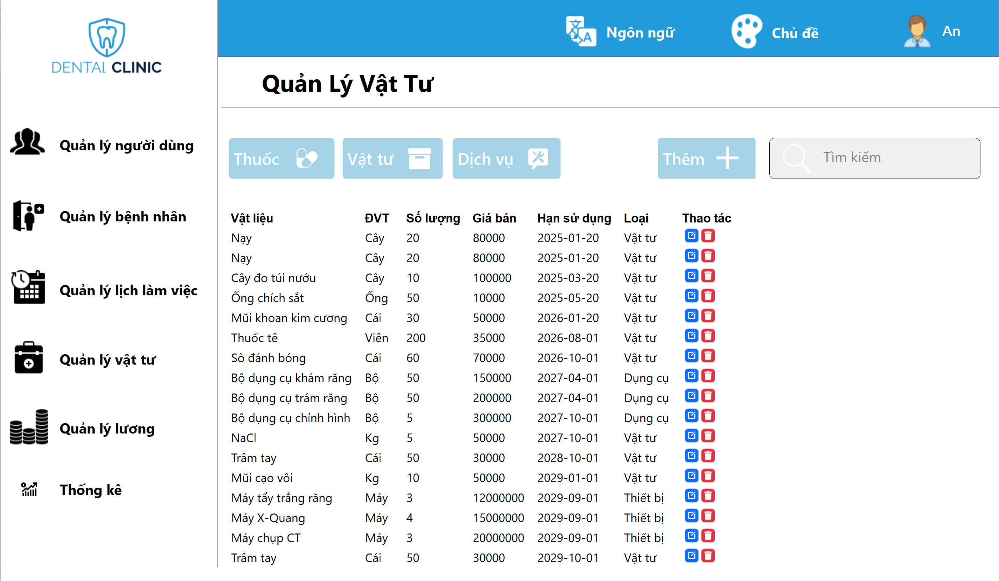 DENTAL CLINIC
Ngôn ngữ
Chủ đề
An
Quản Lý Vật Tư
Quản lý người dùng
Quản lý bệnh nhân
Quản lý lịch làm việc
Quản lý vật tư
Quản lý lương
Thống kê
Thuốc
Vật tư
Dịch vụ
Thêm
Tìm kiếm
Vật liệu ĐVT Số lượng Giá bán Hạn sử dụng Loại Thao tác
Nạy Cây 20 80000 2025-01-20 Vật tư
Nạy Cây 20 80000 2025-01-20 Vật tư
Cây đo túi nướu Cây 10 100000 2025-03-20 Vật tư
Ống chích sắt Ống 50 10000 2025-05-20 Vật tư
Mũi khoan kim cương Cái 30 50000 2026-01-20 Vật tư
Thuốc tê Viên 200 35000 2026-08-01 Vật tư
Sò đánh bóng Cái 60 70000 2026-10-01 Vật tư
Bộ dụng cụ khám răng Bộ 50 150000 2027-04-01 Dụng cụ
Bộ dụng cụ trám răng Bộ 50 200000 2027-04-01 Dụng cụ
Bộ dụng cụ chỉnh hình Bộ 5 300000 2027-10-01 Dụng cụ
NaCl Kg 5 50000 2027-10-01 Vật tư
Trâm tay Cái 50 30000 2028-10-01 Vật tư
Mũi cạo vôi Kg 10 50000 2029-01-01 Vật tư
Máy tẩy trắng răng Máy 3 12000000 2029-09-01 Thiết bị
Máy X-Quang Máy 4 15000000 2029-09-01 Thiết bị
Máy chụp CT Máy 3 20000000 2029-09-01 Thiết bị
Trâm tay Cái 50 30000 2029-10-01 Vật tư